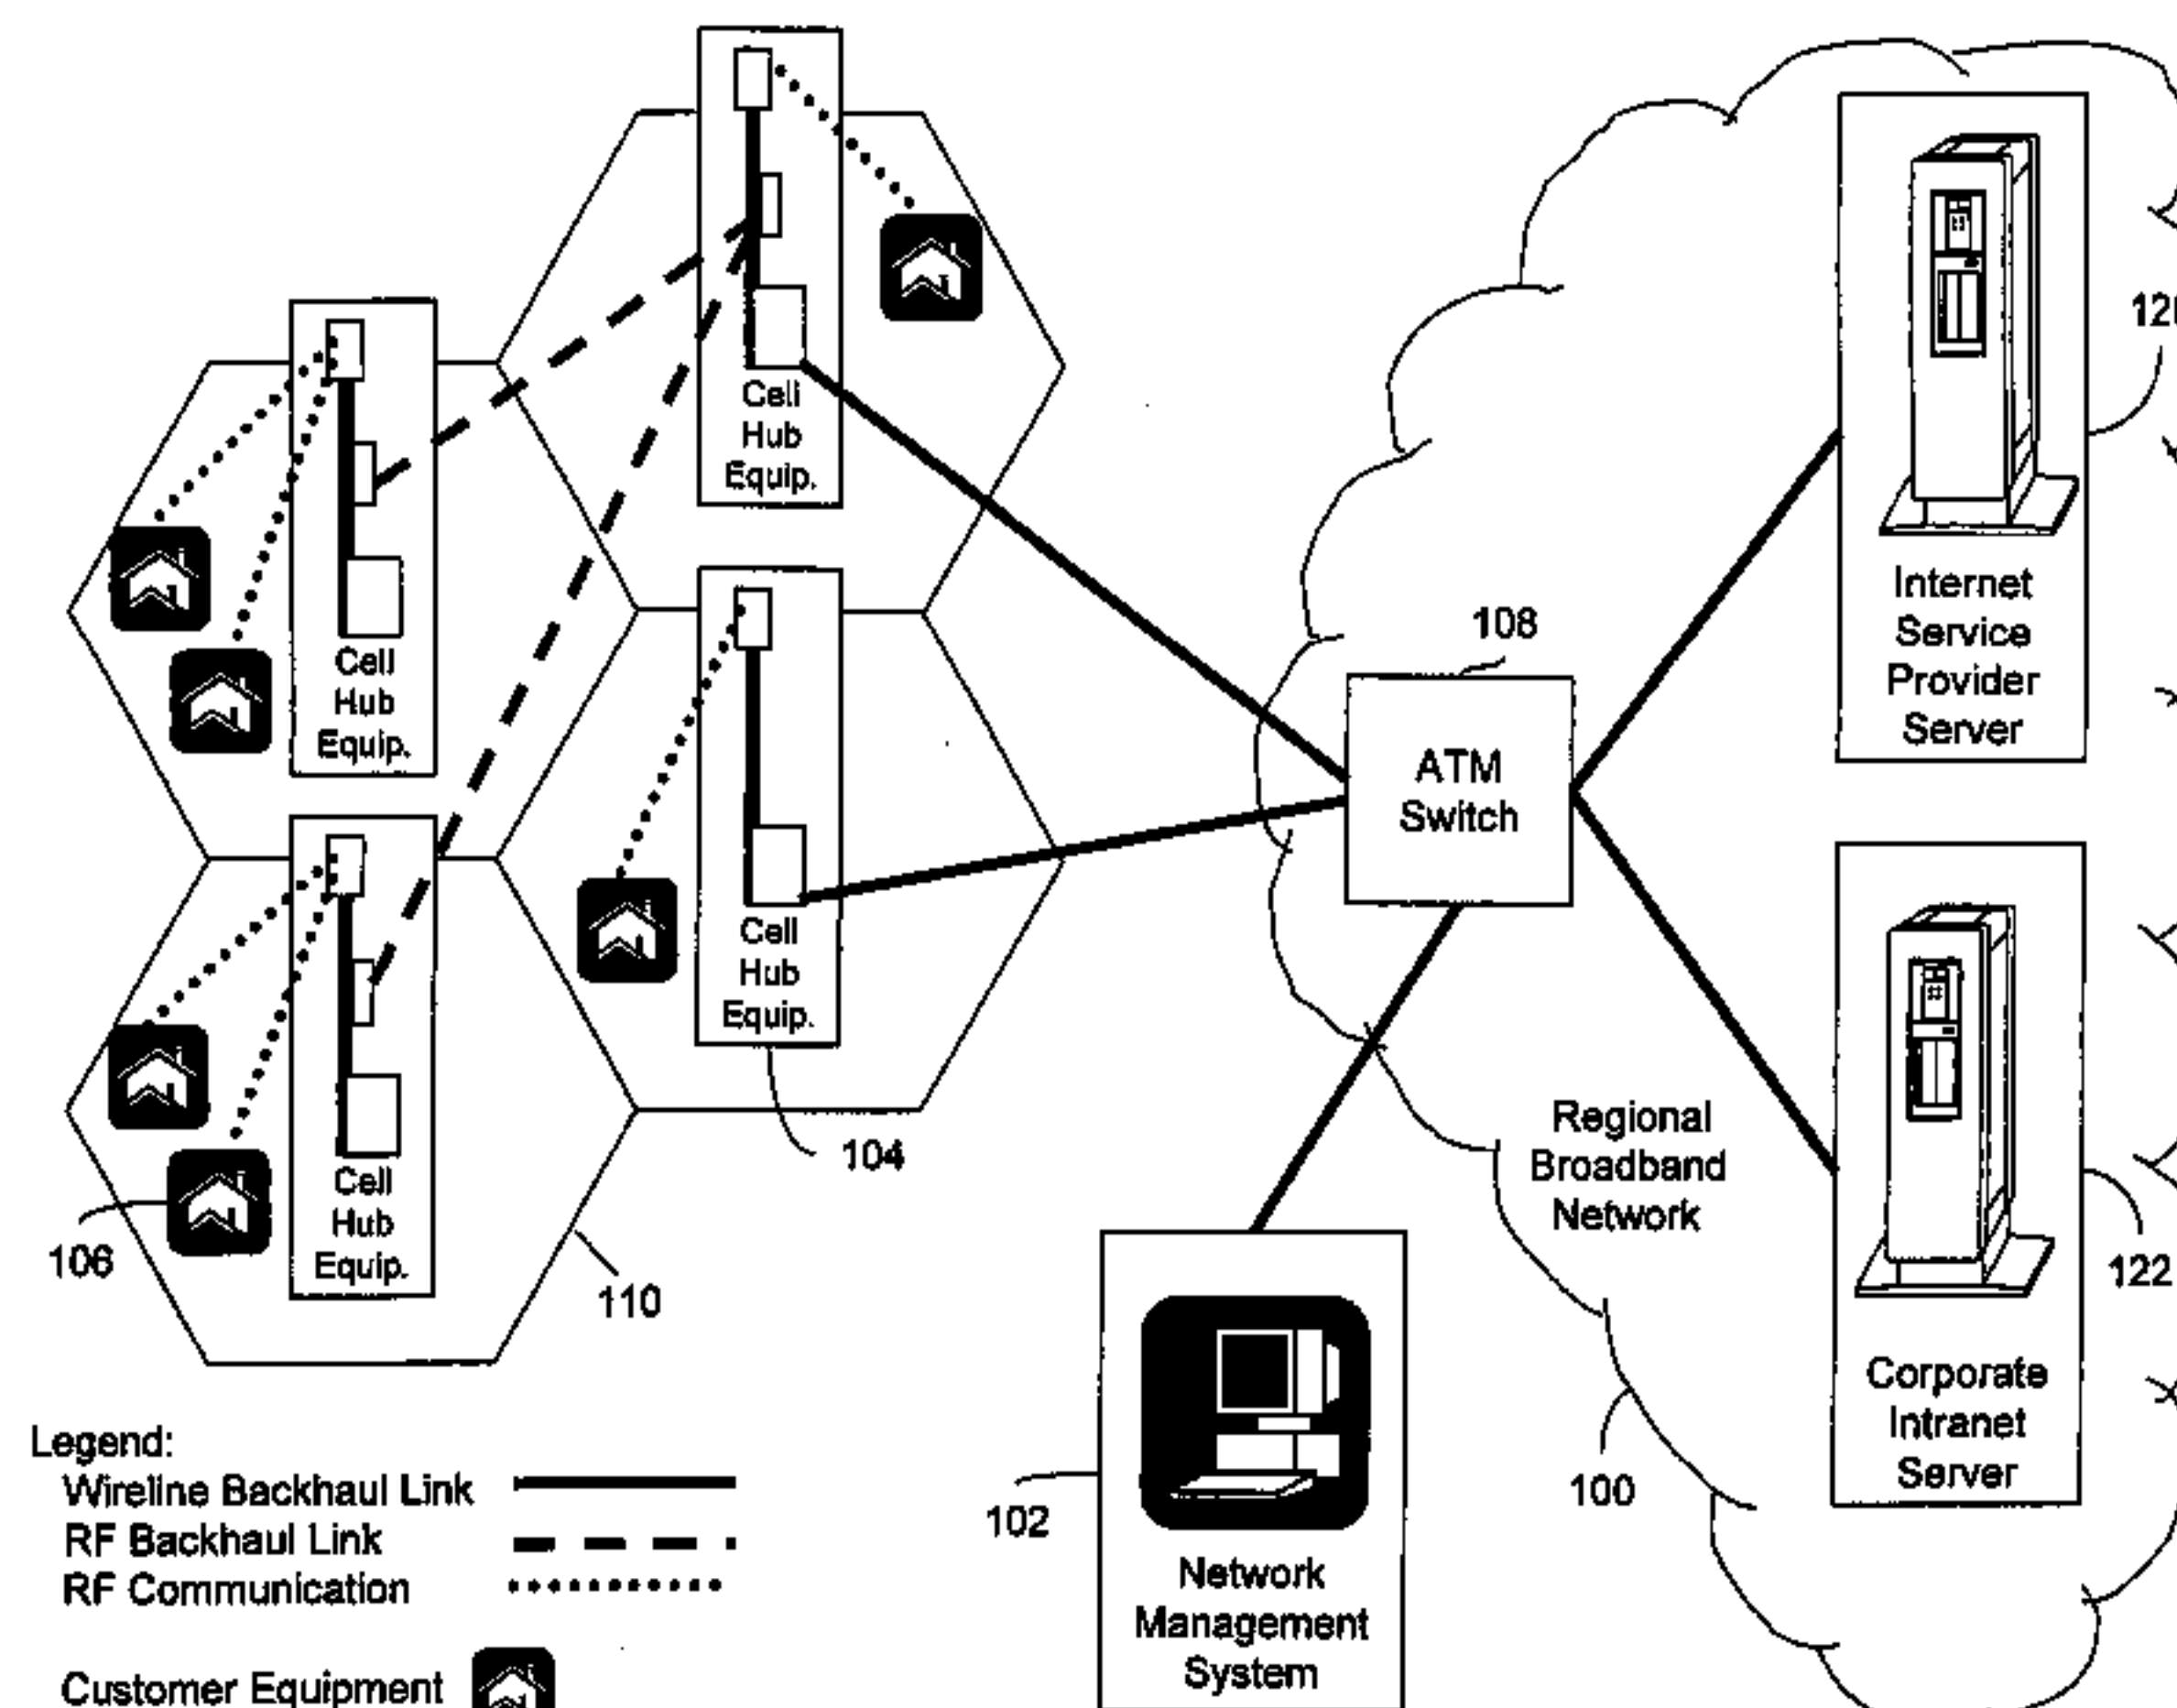 Cell
Hub
Equip.
Cell
Hub
Equip.
Cell
Hub
Equip.
104
Cell
Hub
Equip.
106
110
108
ATM
Switch
Internet
Service
Provider
Server
Regional
Broadband
Network
122
Corporate
Intranet
Server
100
102
Network
Management
System
Legend:
Wireline Backhaul Link
RF Backhaul Link
RF Communication
Customer Equipment